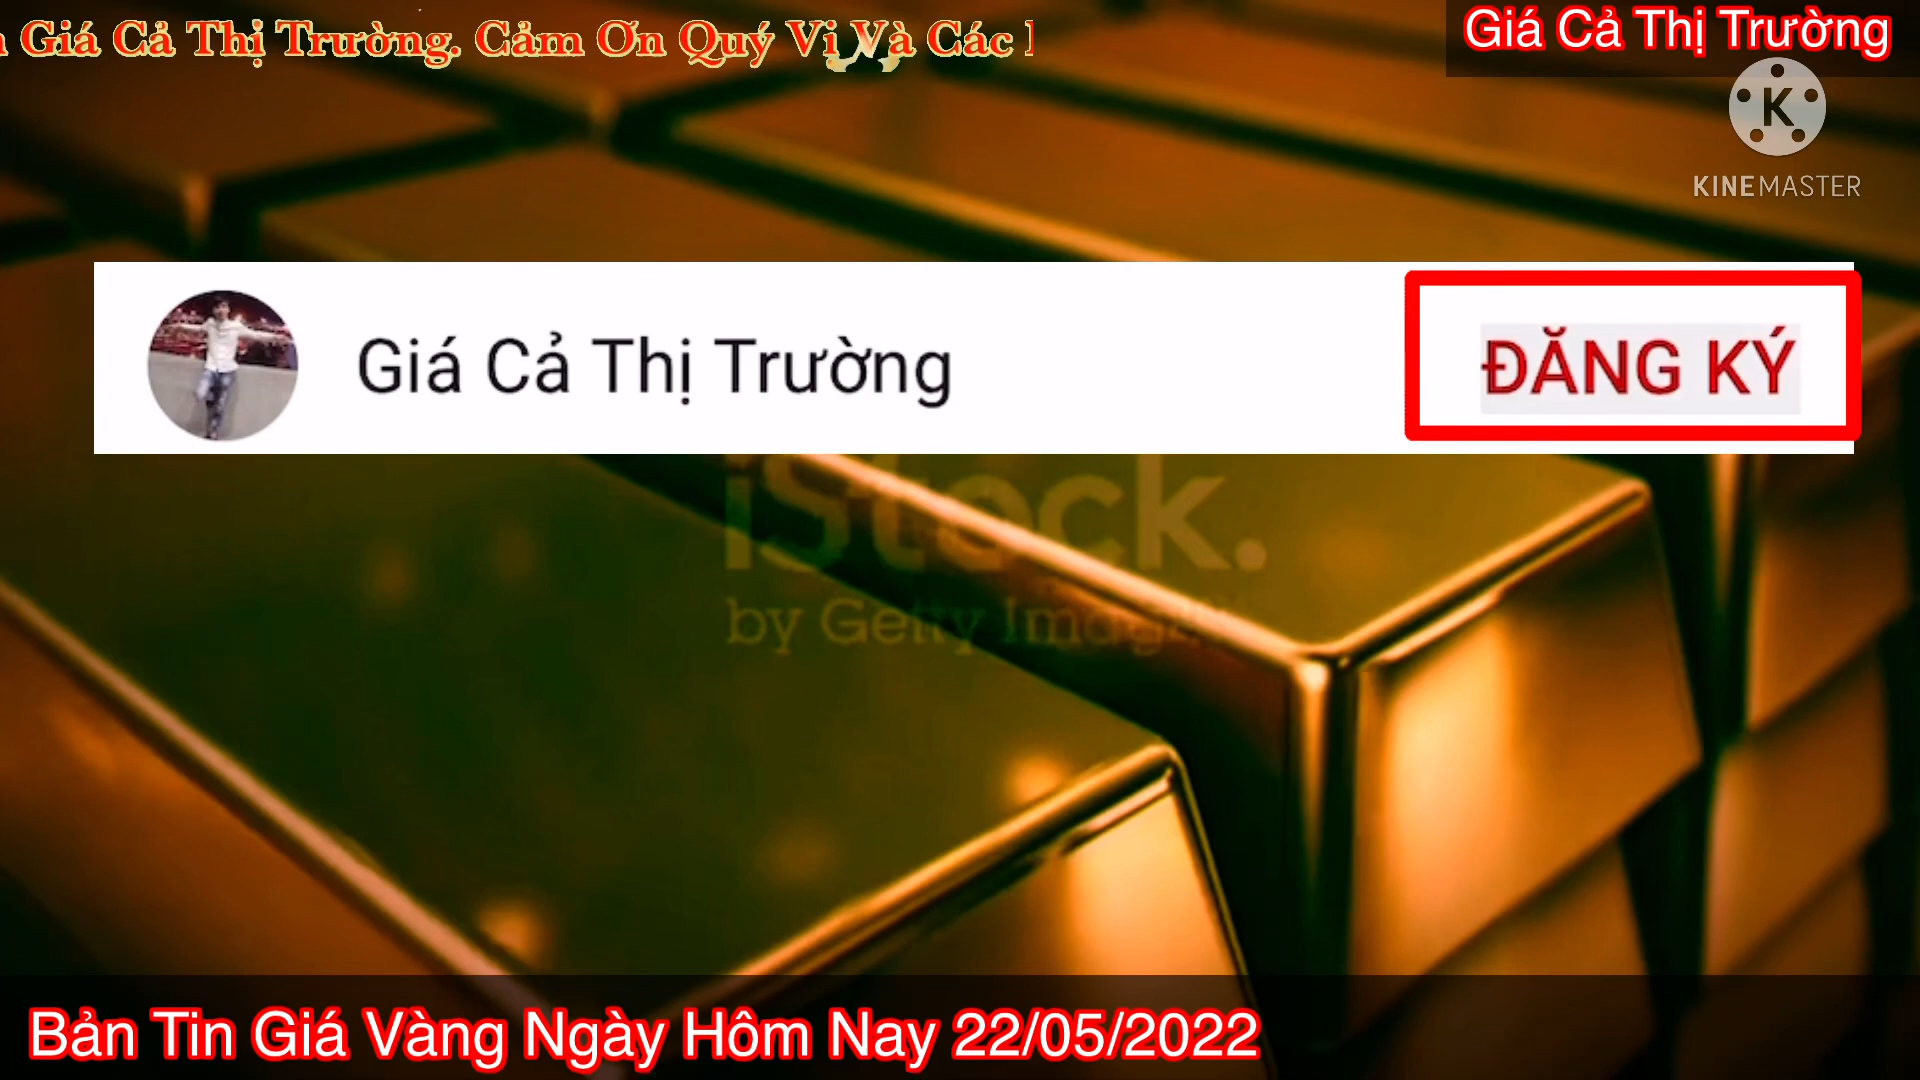 Giá Cả Thị Trường. Cảm Ơn Quý Vị Và Các
Giá Cả Thị Trường
K
KINEMASTER
Giá Cả Thị Trường
ĐĂNG KÝ
iStock.
by Getty Images
Bản Tin Giá Vàng Ngày Hôm Nay 22/05/2022